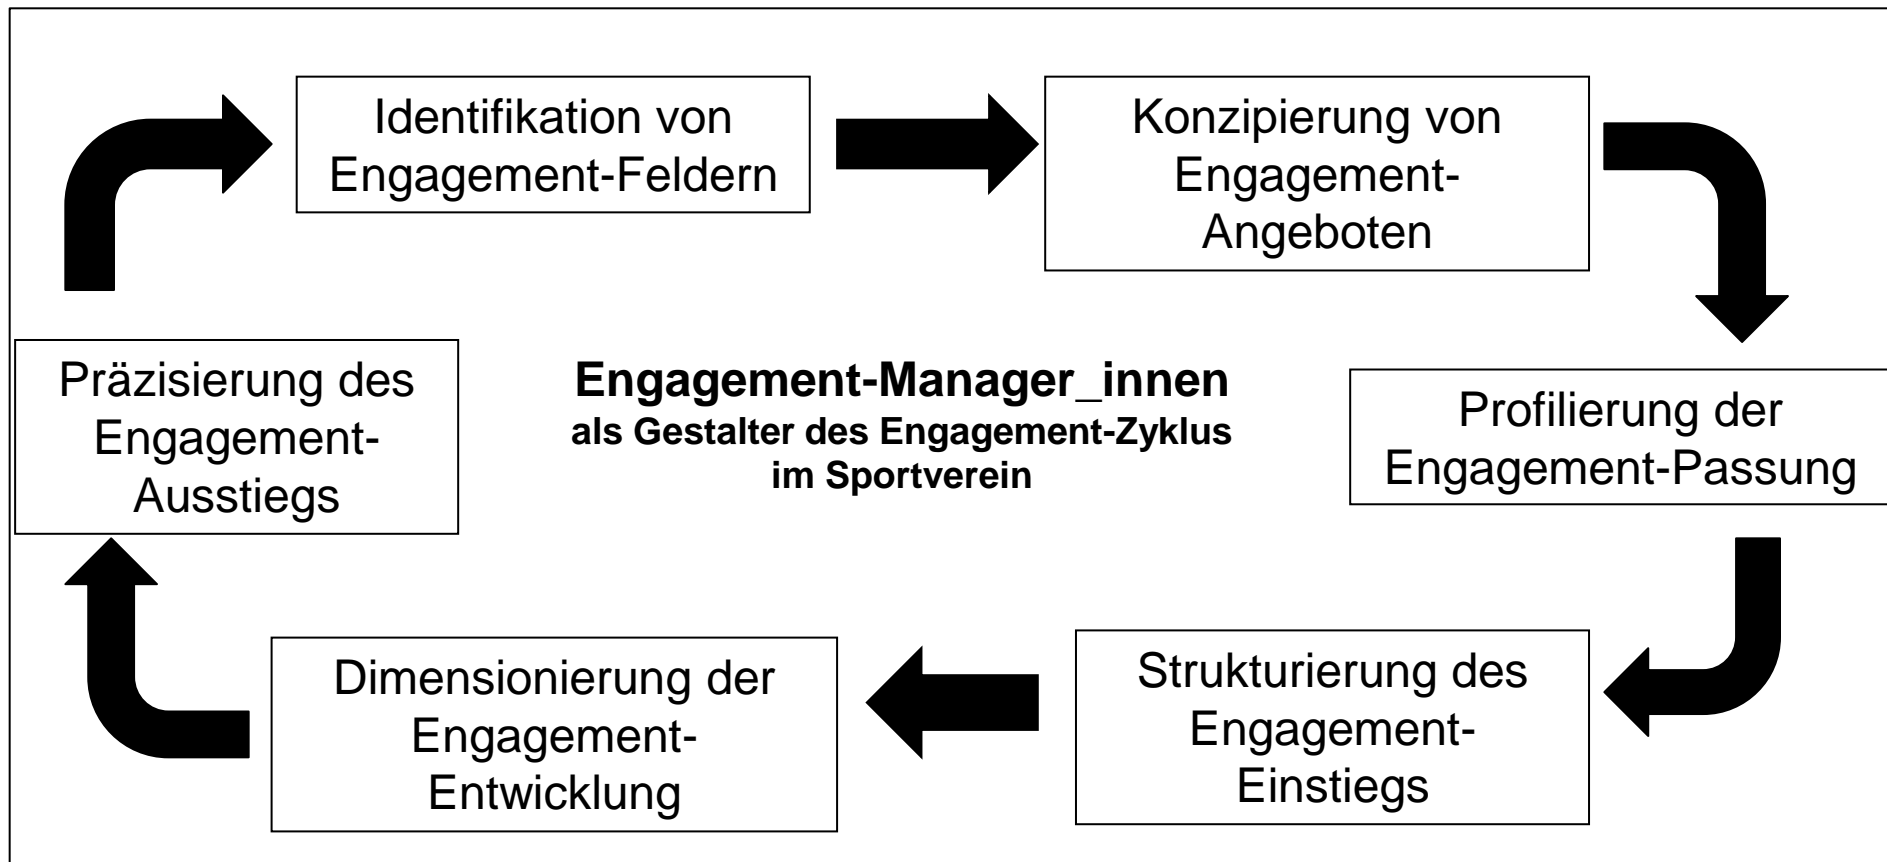 Identifikation von
Engagement-Feldern
Konzipierung von
Engagement-
Angeboten
Präzisierung des
Engagement-
Ausstiegs
Engagement-Manager_innen
als Gestalter des Engagement-Zyklus
im Sportverein
Profilierung der
Engagement-Passung
Dimensionierung der
Engagement-
Entwicklung
Strukturierung des
Engagement-
Einstiegs